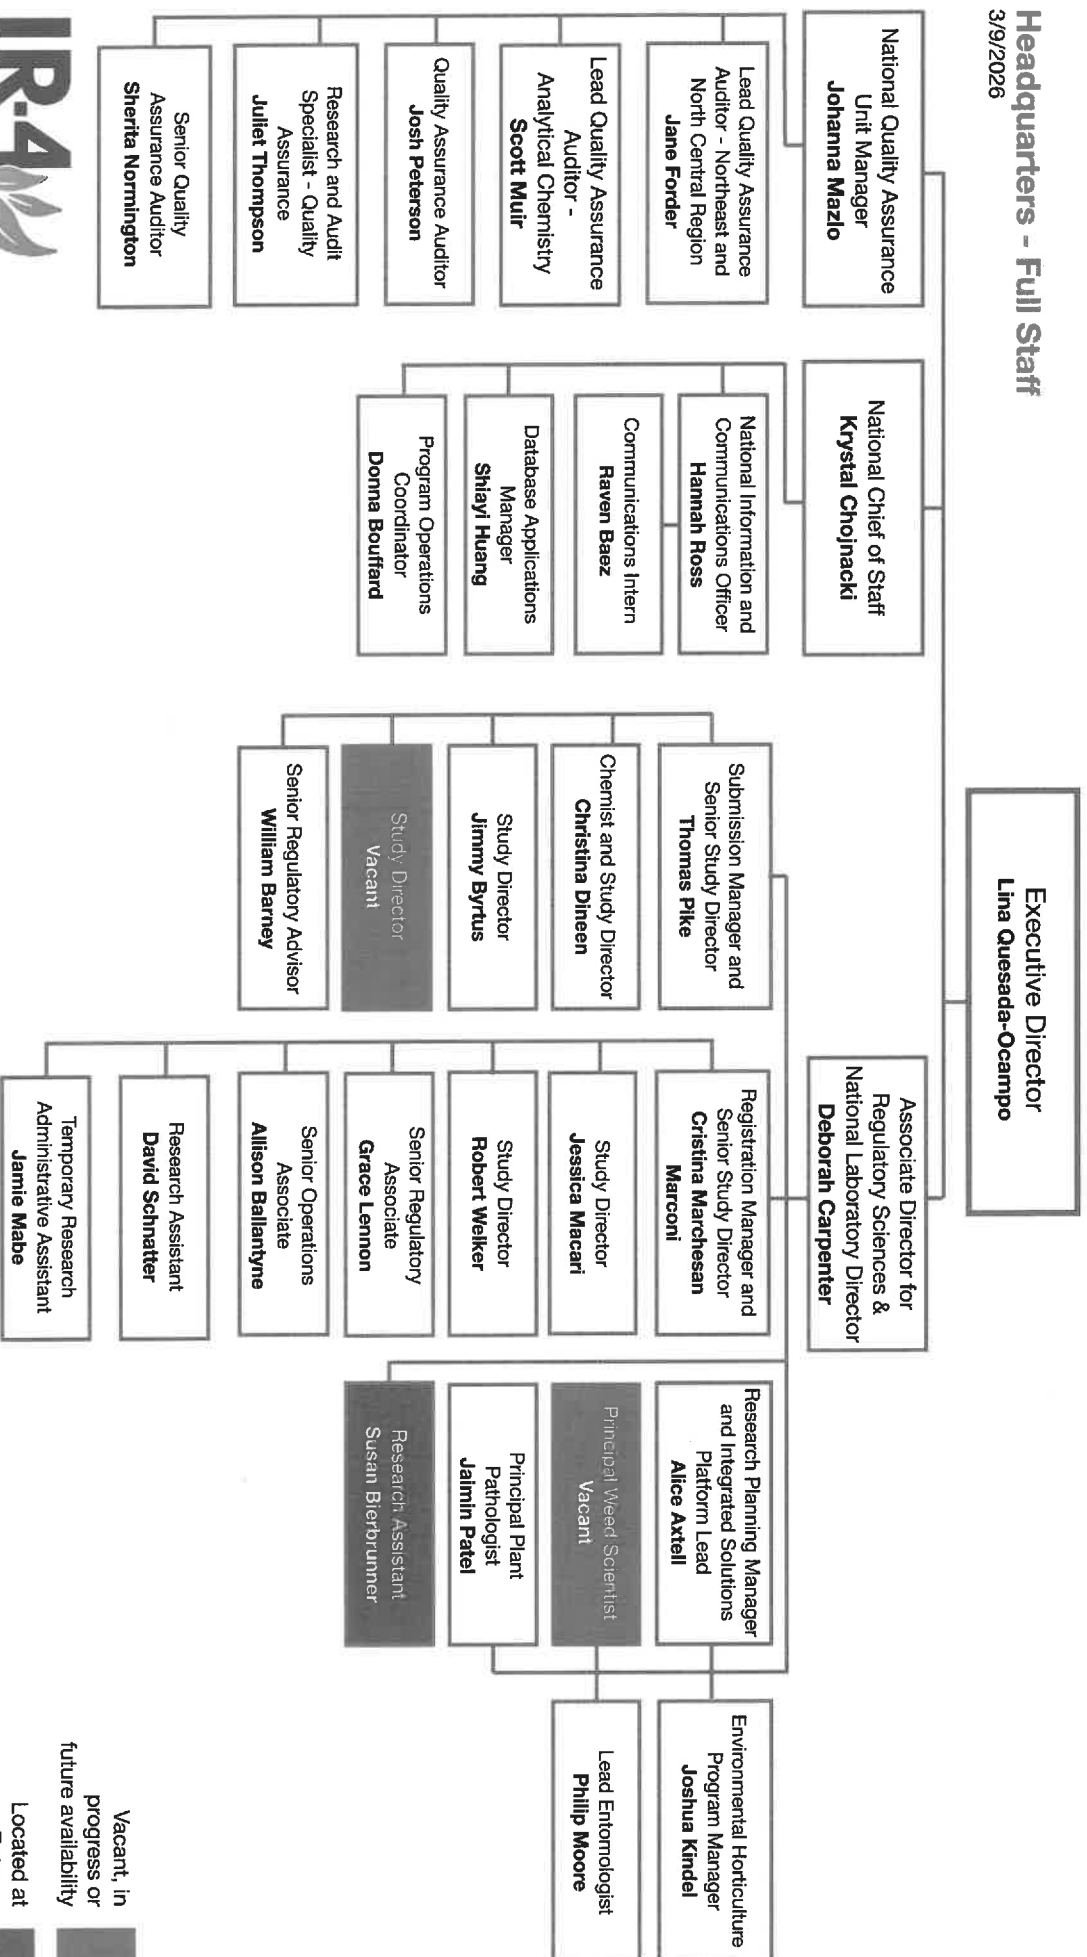 Headquarters - Full Staff
3/9/2026
Executive Director
Lina Quesada-Ocampo
National Quality Assurance
Unit Manager
Johanna Mazlo
Lead Quality Assurance
Auditor - Northeast and
North Central Region
Jane Forder
Lead Quality Assurance
Auditor -
Analytical Chemistry
Scott Muir
Quality Assurance Auditor
Josh Peterson
Research and Audit
Specialist - Quality
Assurance
Juliet Thompson
Senior Quality
Assurance Auditor
Sherita Normington
National Chief of Staff
Krystal Chojnacki
National Information and
Communications Officer
Hannah Ross
Communications Intern
Raven Baez
Database Applications
Manager
Shiayi Huang
Program Operations
Coordinator
Donna Bouffard
Associate Director for
Regulatory Sciences &
National Laboratory Director
Deborah Carpenter
Submission Manager and
Senior Study Director
Thomas Pike
Chemist and Study Director
Christina Dineen
Study Director
Jimmy Byrtus
Study Director
Vacant
Senior Regulatory Advisor
William Barney
Registration Manager and
Senior Study Director
Cristina Marchesan
Marconi
Study Director
Jessica Macari
Study Director
Robert Welker
Senior Regulatory
Associate
Grace Lennon
Senior Operations
Associate
Allison Ballantyne
Research Assistant
David Schnatter
Temporary Research
Administrative Assistant
Jamie Mabe
Research Planning Manager
and Integrated Solutions
Platform Lead
Alice Axtell
Principal Weed Scientist
Vacant
Principal Plant
Pathologist
Jaimin Patel
Research Assistant
Susan Bierbrunner
Environmental Horticulture
Program Manager
Joshua Kindel
Lead Entomologist
Philip Moore
IR-4
Vacant, in
progress or
future availability
Located at